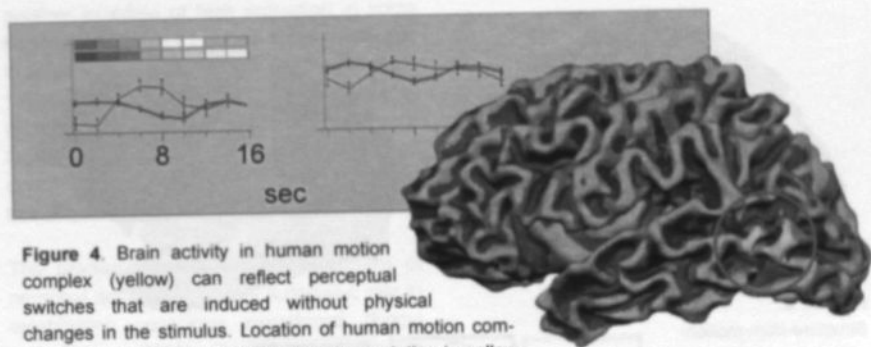 0 8 16
sec
Figure 4. Brain activity in human motion
complex (yellow) can reflect perceptual
switches that are induced without physical
changes in the stimulus. Location of human motion com-